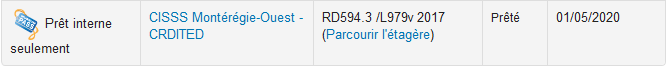 Prêt interne seulement
CISSS Montérégie-Ouest - CRDITED
RD594.3 /L979v 2017
(Parcourir l'étagère)
Prêté
01/05/2020